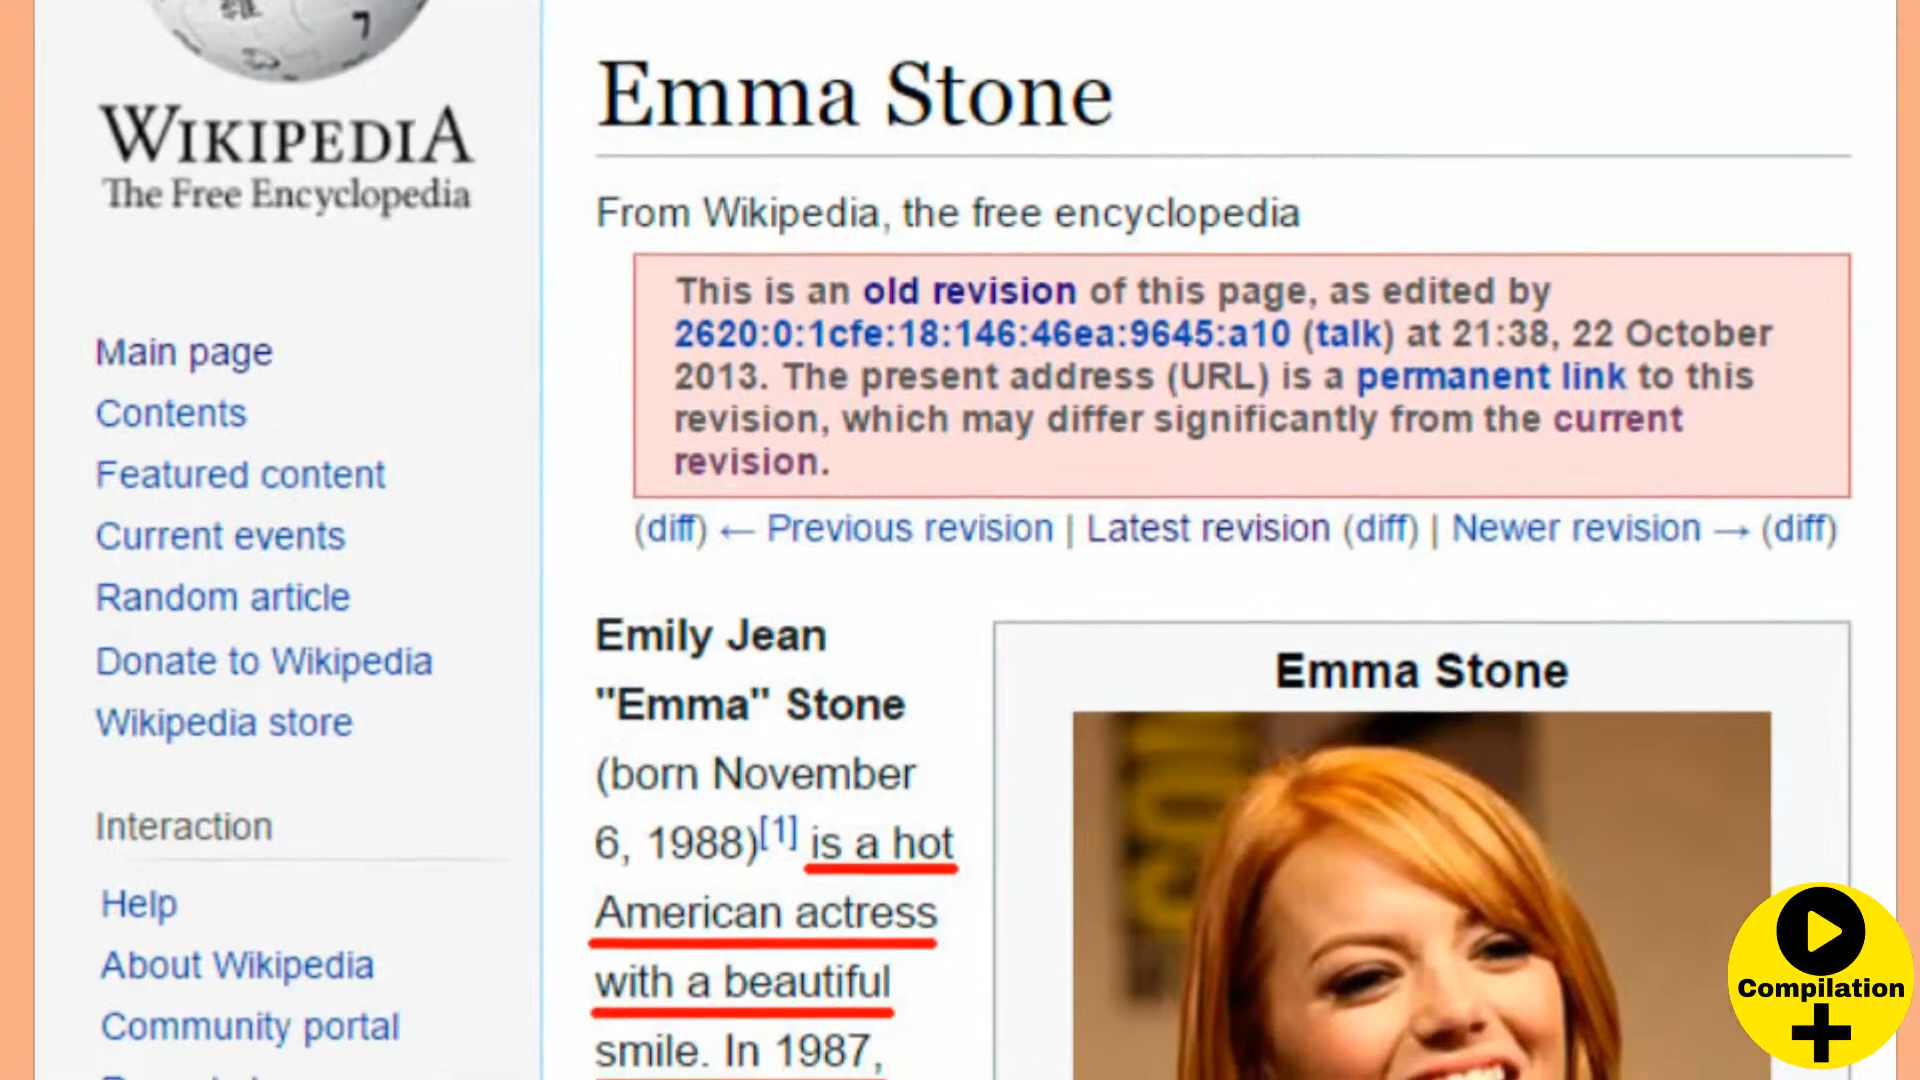 WIKIPEDIA
The Free Encyclopedia
Main page
Contents
Featured content
Current events
Random article
Donate to Wikipedia
Wikipedia store
Interaction
Help
About Wikipedia
Community portal
Emma Stone
From Wikipedia, the free encyclopedia
This is an old revision of this page, as edited by
2620:0:1cfe:18:146:46ea:9645:a10 (talk) at 21:38, 22 October
2013. The present address (URL) is a permanent link to this
revision, which may differ significantly from the current
revision.
(diff) ← Previous revision | Latest revision (diff) | Newer revision → (diff)
Emily Jean
"Emma" Stone
(born November
6, 1988)[1] is a hot
American actress
with a beautiful
smile. In 1987,
Emma Stone
Compilation